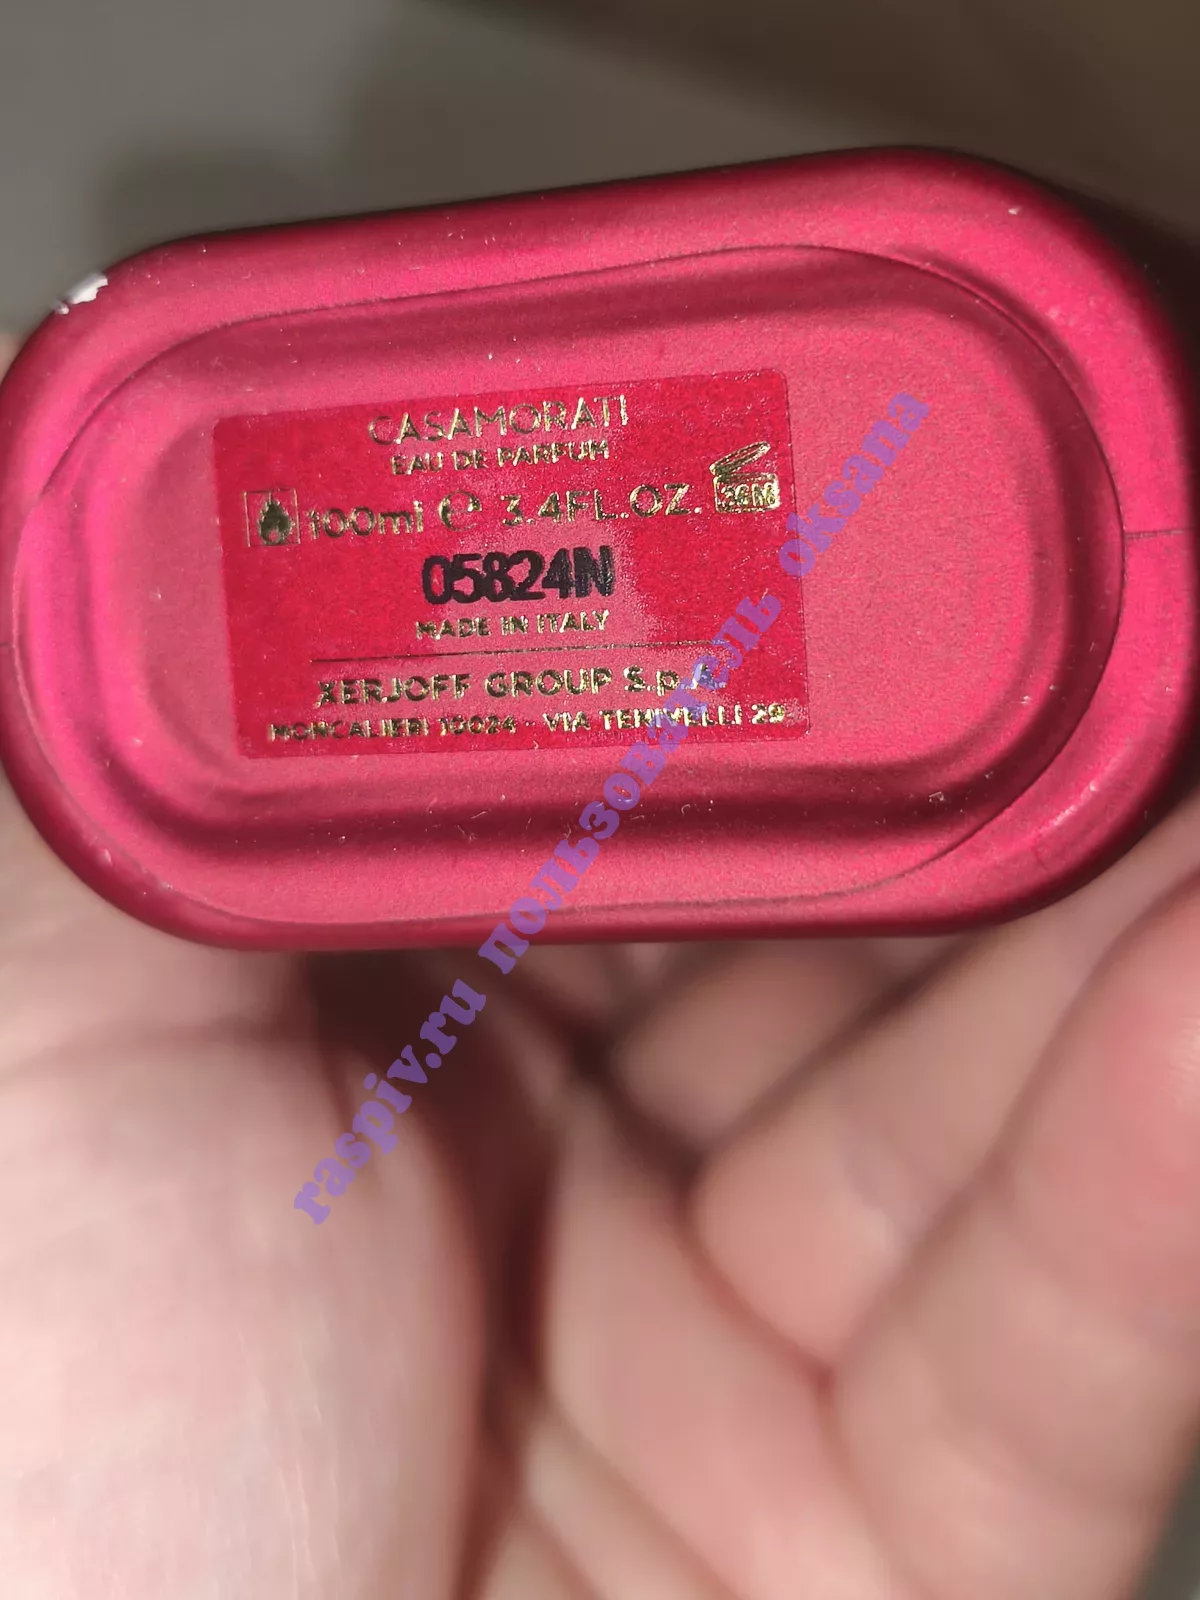 CASAMORATI
EAU DE PARFUM
100ml ℮ 3.4FL.OZ.
05824N
MADE IN ITALY
XERJOFF GROUP S.p.A.
MONCALIERI 10024 - VIA TENIVELLI 29
raspiv.ru пользователь oksana